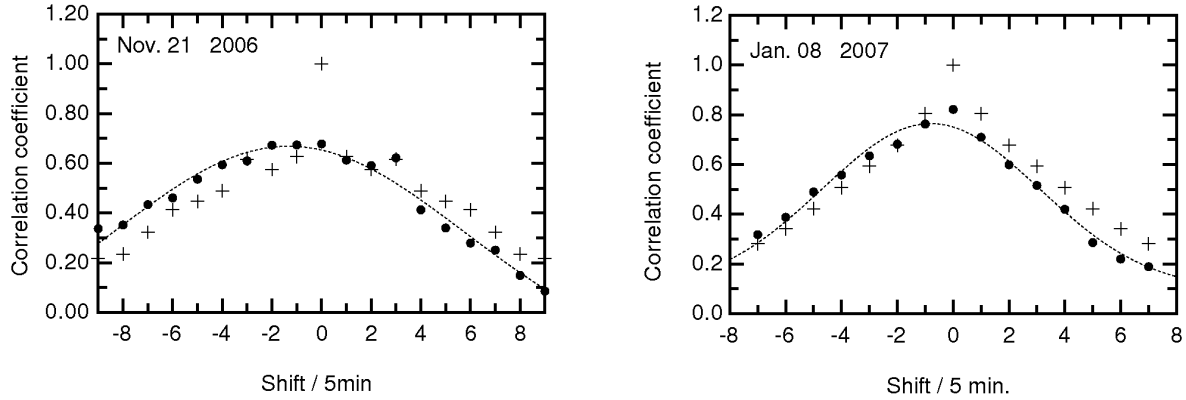 Nov. 21 2006
Correlation coefficient
1.20
1.00
0.80
0.60
0.40
0.20
0.00
-8 -6 -4 -2 0 2 4 6 8
Shift / 5min
Jan. 08 2007
Correlation coefficient
1.2
1.0
0.8
0.6
0.4
0.2
0.0
-8 -6 -4 -2 0 2 4 6 8
Shift / 5 min.